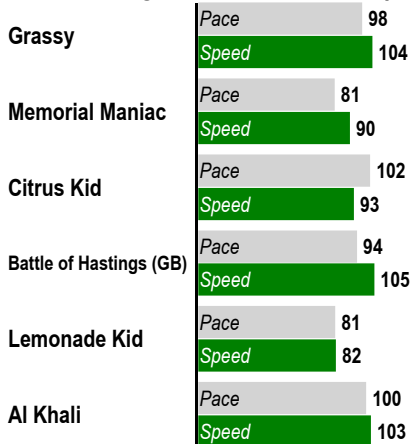 Grassy
Pace 98
Speed 104
Memorial Maniac
Pace 81
Speed 90
Citrus Kid
Pace 102
Speed 93
Battle of Hastings (GB)
Pace 94
Speed 105
Lemonade Kid
Pace 81
Speed 82
Al Khali
Pace 100
Speed 103